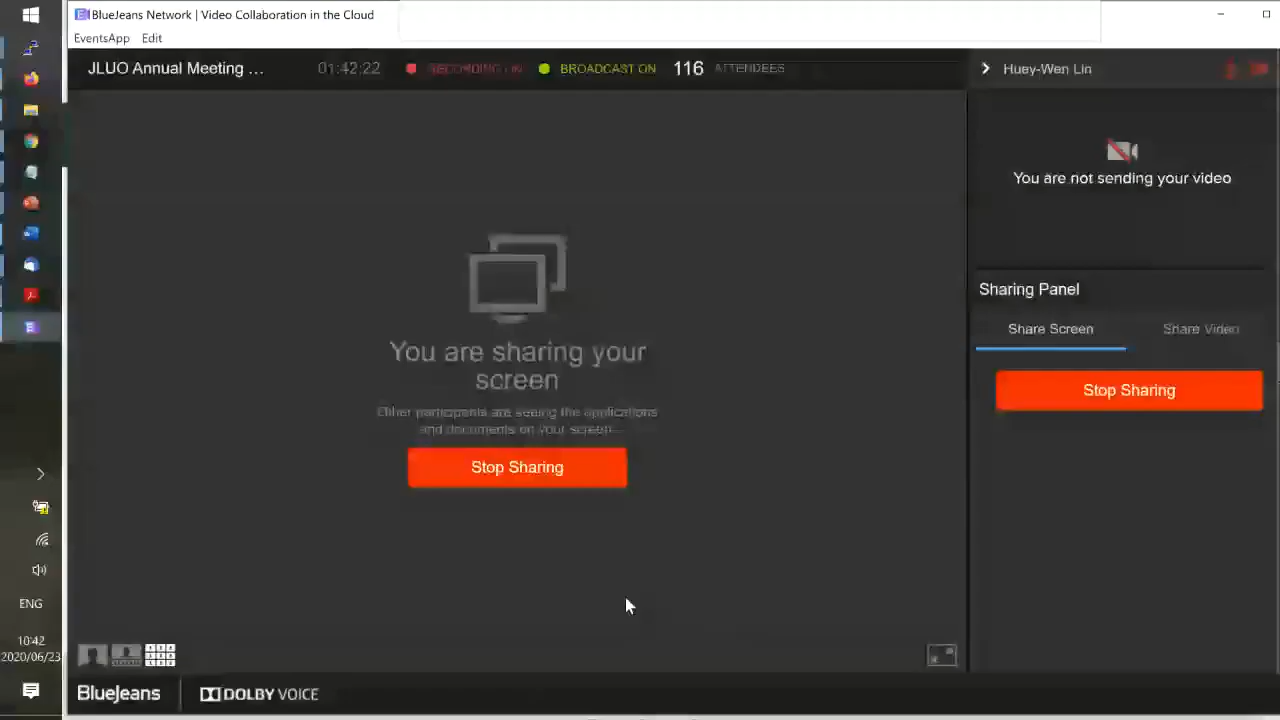 BlueJeans Network | Video Collaboration in the Cloud
EventsApp Edit
JLUO Annual Meeting ... 01:42:22 RECORDING ON BROADCAST ON 116 ATTENDEES
Huey-Wen Lin
You are not sending your video
Sharing Panel
Share Screen Share Video
Stop Sharing
You are sharing your
screen
Other participants are seeing the applications
and documents on your screen...
Stop Sharing
ENG
10:42
2020/06/23
BlueJeans DOLBY VOICE